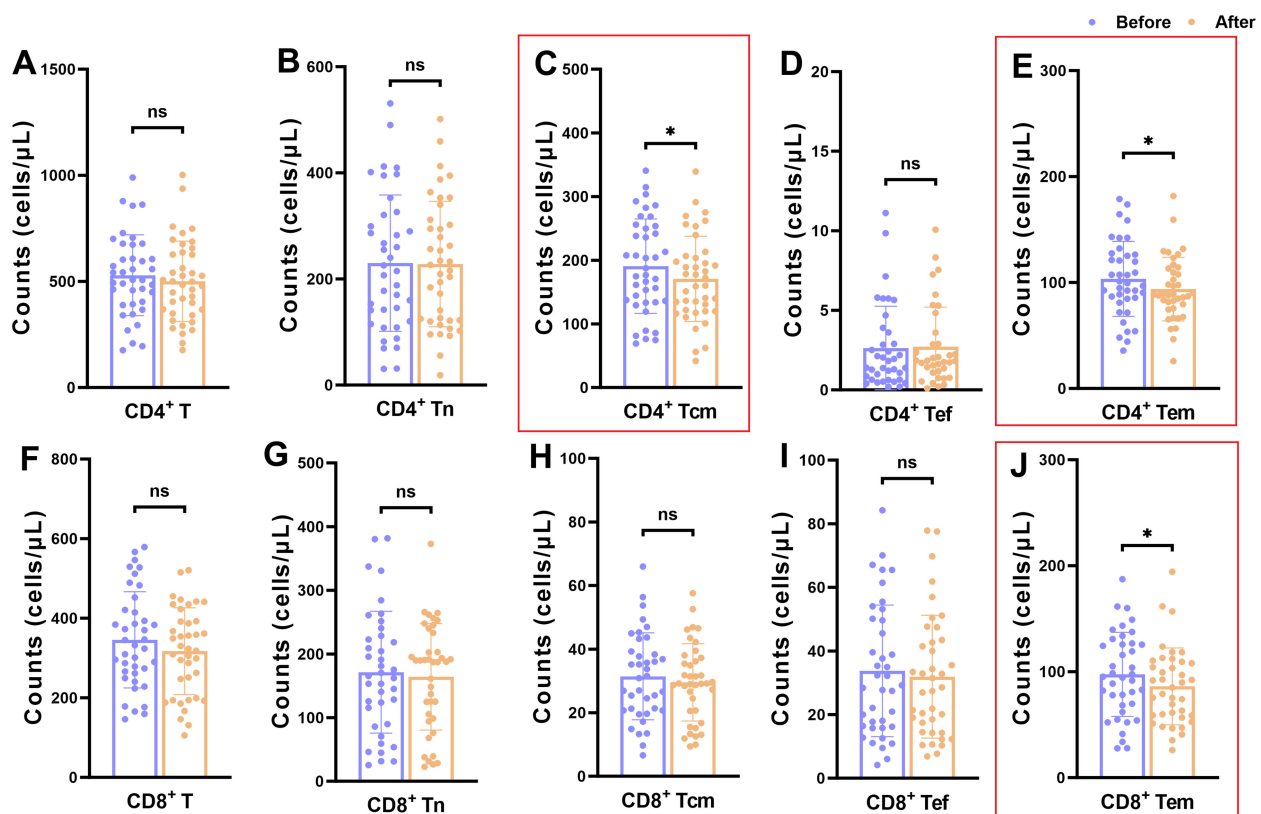 Before After
A
1500
1000
500
0
Counts (cells/μL)
ns
CD4⁺ T
B
600
400
200
0
Counts (cells/μL)
ns
CD4⁺ Tn
C
500
400
300
200
100
0
Counts (cells/μL)
*
CD4⁺ Tcm
D
20
15
10
5
0
Counts (cells/μL)
ns
CD4⁺ Tef
E
300
200
100
0
Counts (cells/μL)
*
CD4⁺ Tem
F
800
600
400
200
0
Counts (cells/μL)
ns
CD8⁺ T
G
500
400
300
200
100
0
Counts (cells/μL)
ns
CD8⁺ Tn
H
100
80
60
40
20
0
Counts (cells/μL)
ns
CD8⁺ Tcm
I
100
80
60
40
20
0
Counts (cells/μL)
ns
CD8⁺ Tef
J
300
200
100
0
Counts (cells/μL)
*
CD8⁺ Tem